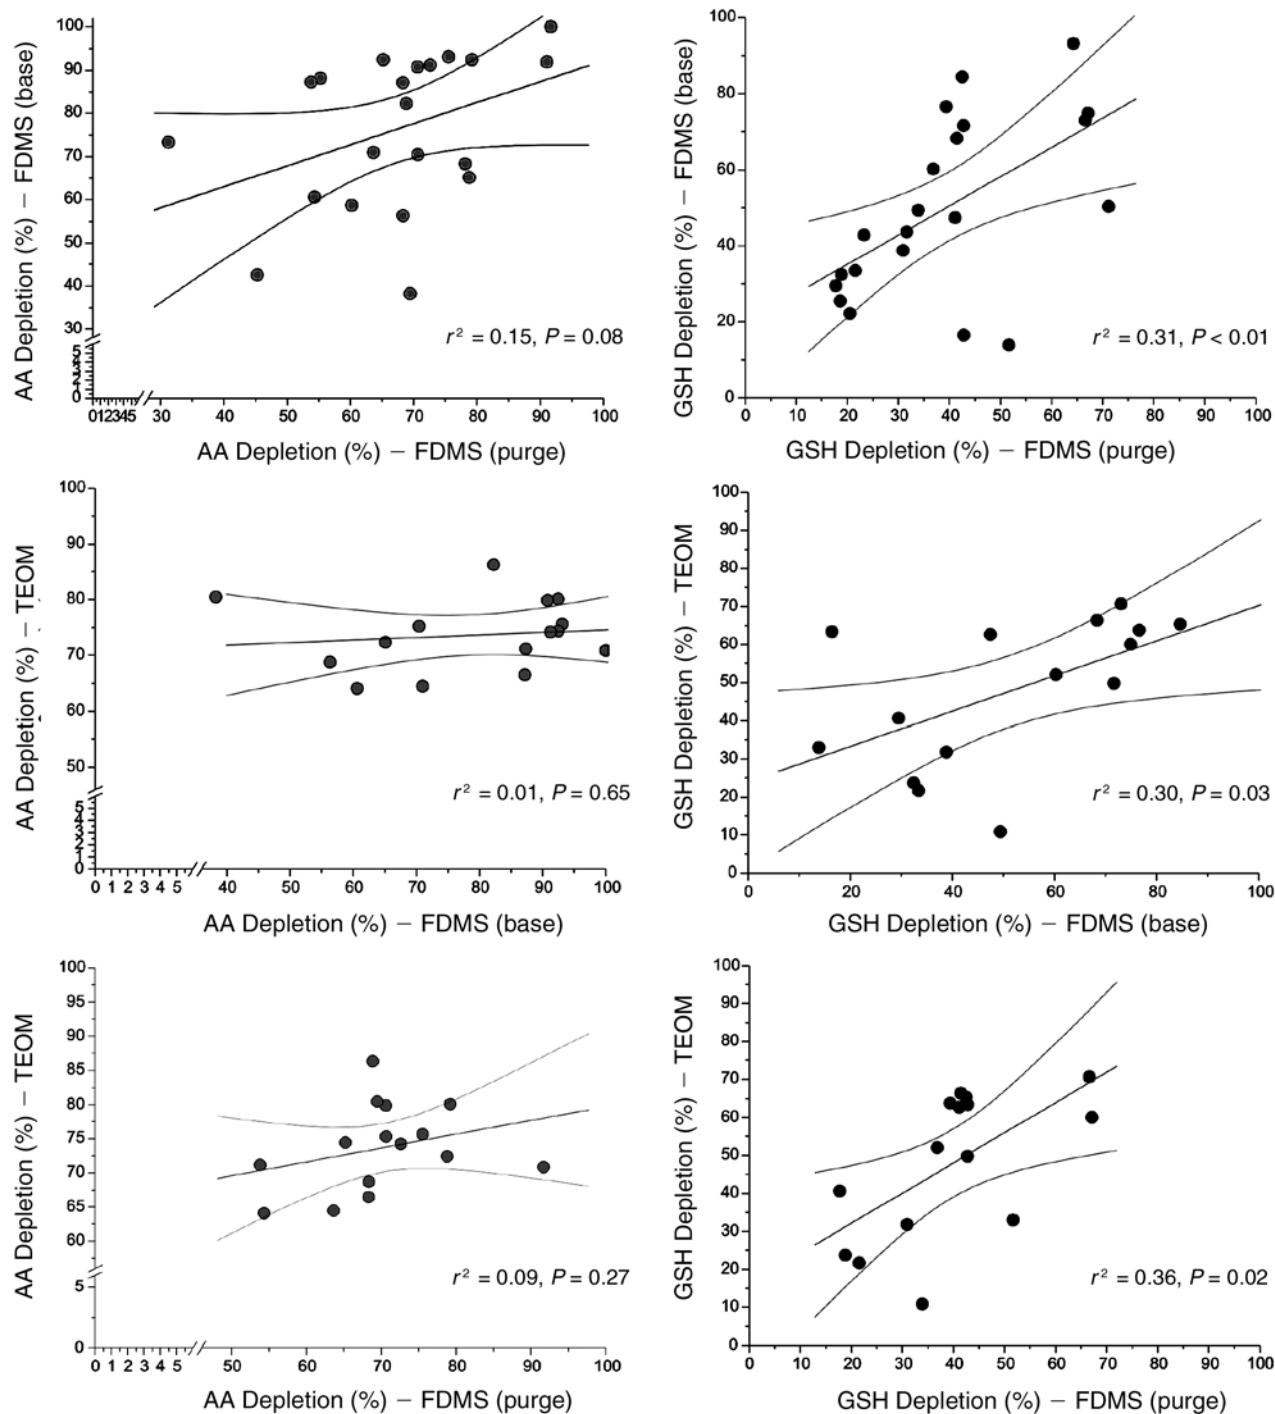 100
90
80
70
60
50
40
30
5
4
3
2
1
0
AA Depletion (%) – FDMS (base)
r² = 0.15, P = 0.08
012345 30 40 50 60 70 80 90 100
AA Depletion (%) – FDMS (purge)
100
80
60
40
20
0
GSH Depletion (%) – FDMS (base)
r² = 0.31, P < 0.01
0 10 20 30 40 50 60 70 80 90 100
GSH Depletion (%) – FDMS (purge)
100
90
80
70
60
50
5
4
3
2
1
0
AA Depletion (%) – TEOM
r² = 0.01, P = 0.65
0 1 2 3 4 5 40 50 60 70 80 90 100
AA Depletion (%) – FDMS (base)
100
90
80
70
60
50
40
30
20
10
0
GSH Depletion (%) – TEOM
r² = 0.30, P = 0.03
0 20 40 60 80 100
GSH Depletion (%) – FDMS (base)
100
95
90
85
80
75
70
65
60
5
0
AA Depletion (%) – TEOM
r² = 0.09, P = 0.27
0 1 2 3 4 5 50 60 70 80 90 100
AA Depletion (%) – FDMS (purge)
100
90
80
70
60
50
40
30
20
10
0
GSH Depletion (%) – TEOM
r² = 0.36, P = 0.02
0 10 20 30 40 50 60 70 80 90 100
GSH Depletion (%) – FDMS (purge)